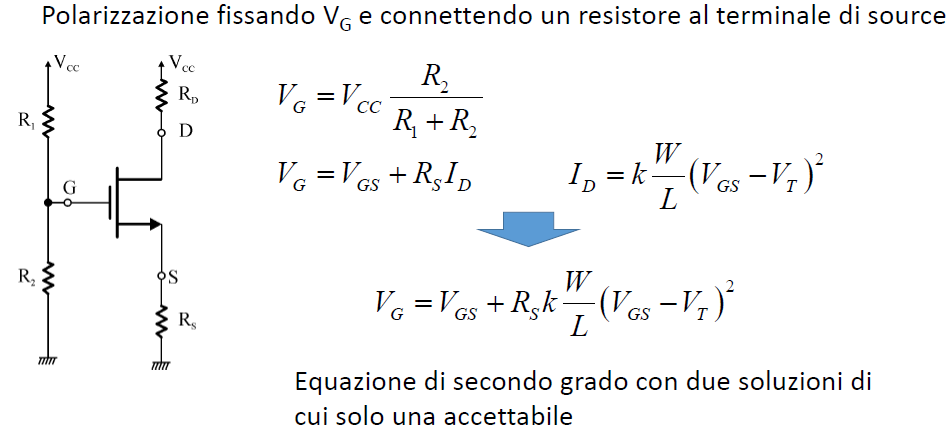 Polarizzazione fissando V_G e connettendo un resistore al terminale di source
V_cc V_cc
R_D
R_1 D
G
R_2 S
R_s
V_G = V_CC R_2 / (R_1 + R_2)
V_G = V_GS + R_S I_D
I_D = k W/L (V_GS − V_T)^2
V_G = V_GS + R_S k W/L (V_GS − V_T)^2
Equazione di secondo grado con due soluzioni di
cui solo una accettabile